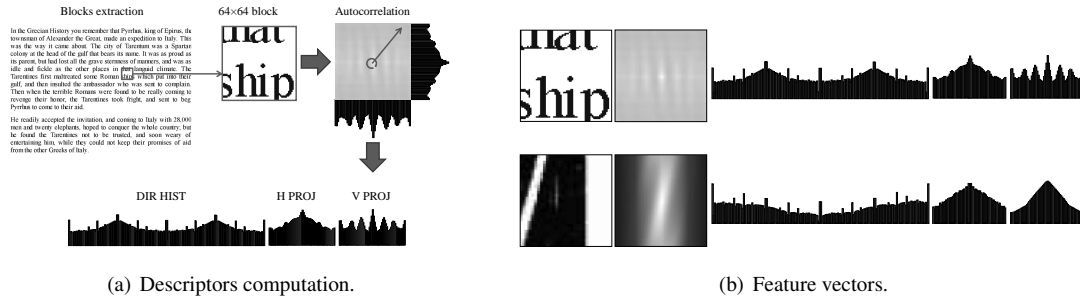 Blocks extraction
64×64 block
Autocorrelation
In the Grecian History you remember that Pyrrhus, king of Epirus, the
townsman of Alexander the Great, made an expedition to Italy. This
was the way it came about. The city of Tarentum was a Spartan
colony at the head of the gulf that bears its name. It was as proud as
its parent, but had lost all the grave sternness of manners, and was as
idle and fickle as the other places in that languid climate. The
Tarentines first maltreated some Roman ships which put into their
gulf, and then insulted the ambassador who was sent to complain.
Then when the terrible Romans were found to be really coming to
revenge their honor, the Tarentines took fright, and sent to beg
Pyrrhus to come to their aid.
He readily accepted the invitation, and coming to Italy with 28,000
men and twenty elephants, hoped to conquer the whole country; but
he found the Tarentines not to be trusted, and soon weary of
entertaining him, while they could not keep their promises of aid
from the other Greeks of Italy.
that
ship
DIR HIST
H PROJ
V PROJ
(a) Descriptors computation.
that
ship
(b) Feature vectors.